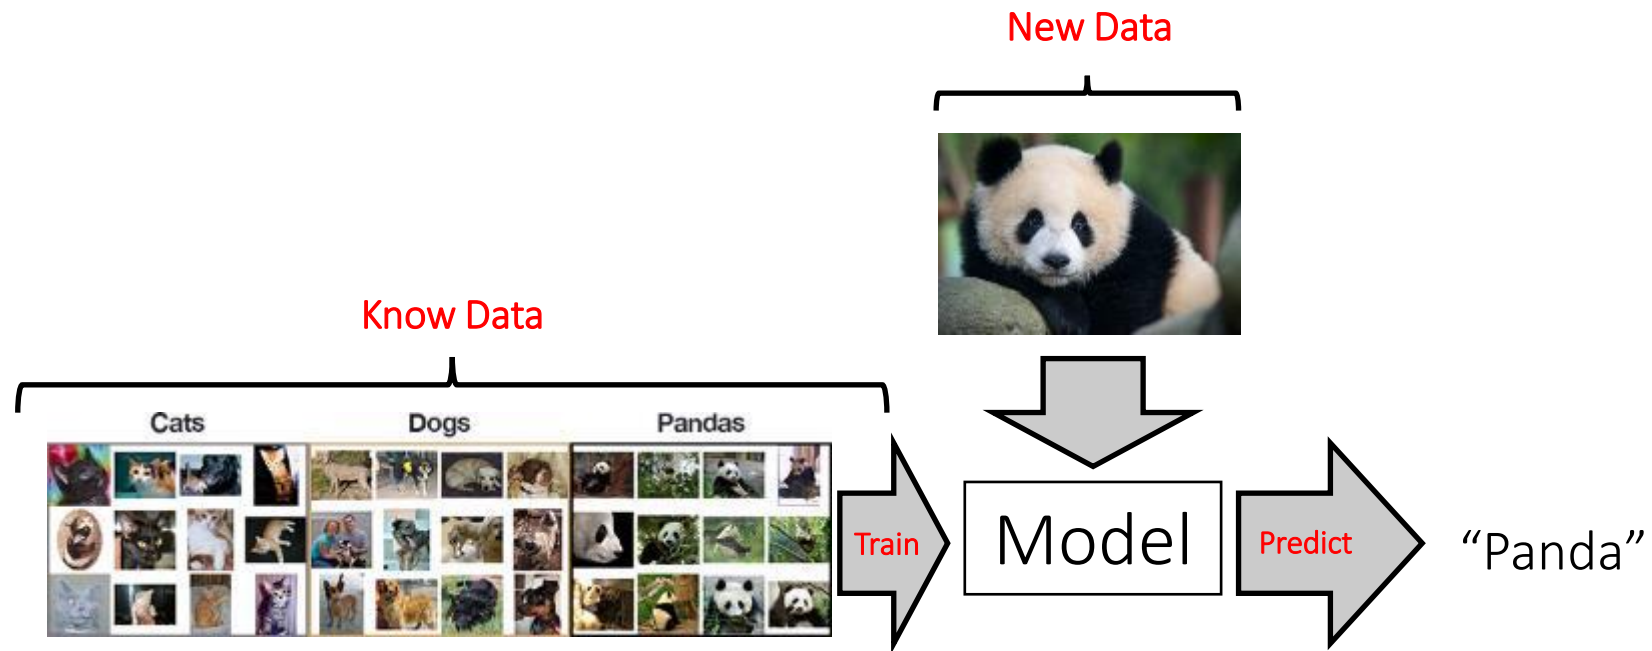 New Data
Know Data
Cats Dogs Pandas
Train
Model
Predict
“Panda”